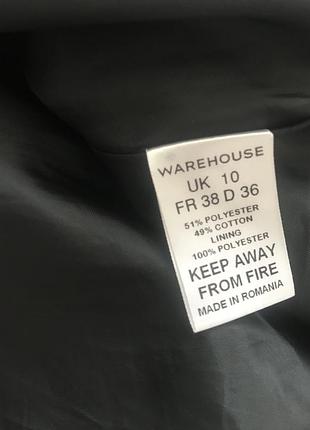 WAREHOUSE
UK 10
FR 38 D 36
51% POLYESTER
49% COTTON
LINING
100% POLYESTER
KEEP AWAY
FROM FIRE
MADE IN ROMANIA